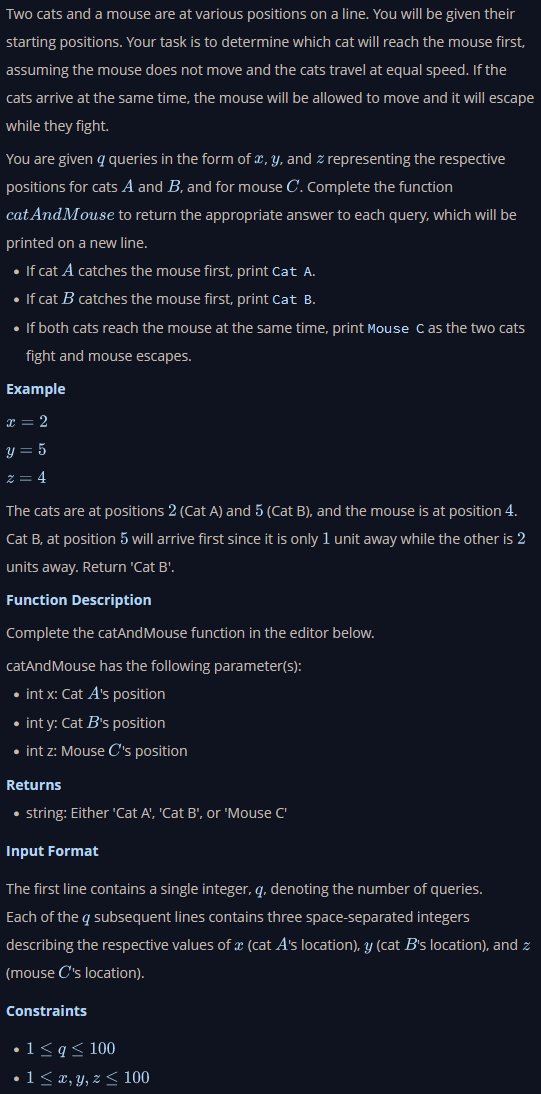 Two cats and a mouse are at various positions on a line. You will be given their
starting positions. Your task is to determine which cat will reach the mouse first,
assuming the mouse does not move and the cats travel at equal speed. If the
cats arrive at the same time, the mouse will be allowed to move and it will escape
while they fight.
You are given q queries in the form of x, y, and z representing the respective
positions for cats A and B, and for mouse C. Complete the function
catAndMouse to return the appropriate answer to each query, which will be
printed on a new line.
• If cat A catches the mouse first, print Cat A.
• If cat B catches the mouse first, print Cat B.
• If both cats reach the mouse at the same time, print Mouse C as the two cats
fight and mouse escapes.
Example
x = 2
y = 5
z = 4
The cats are at positions 2 (Cat A) and 5 (Cat B), and the mouse is at position 4.
Cat B, at position 5 will arrive first since it is only 1 unit away while the other is 2
units away. Return 'Cat B'.
Function Description
Complete the catAndMouse function in the editor below.
catAndMouse has the following parameter(s):
• int x: Cat A's position
• int y: Cat B's position
• int z: Mouse C's position
Returns
• string: Either 'Cat A', 'Cat B', or 'Mouse C'
Input Format
The first line contains a single integer, q, denoting the number of queries.
Each of the q subsequent lines contains three space-separated integers
describing the respective values of x (cat A's location), y (cat B's location), and z
(mouse C's location).
Constraints
• 1 ≤ q ≤ 100
• 1 ≤ x, y, z ≤ 100